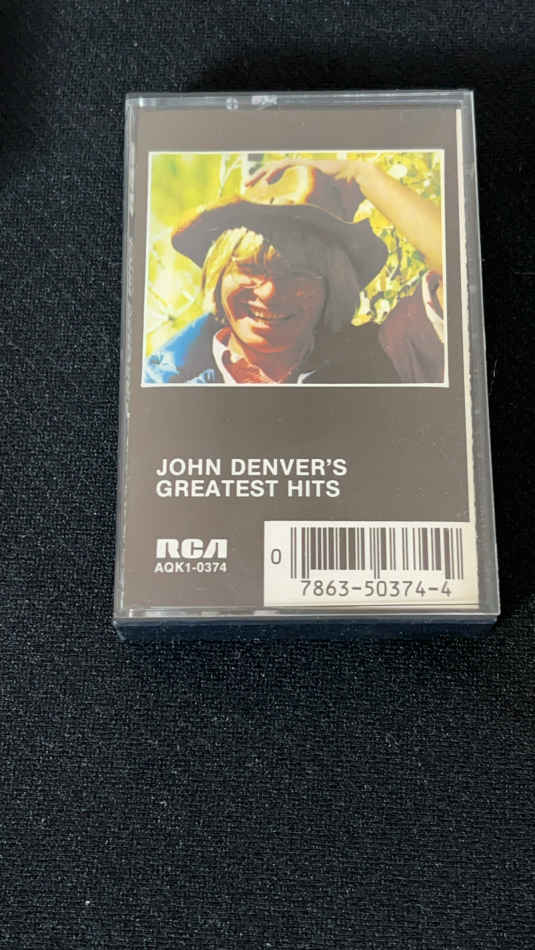 JOHN DENVER'S
GREATEST HITS
RCA
AQK1-0374
0
7863-50374-4